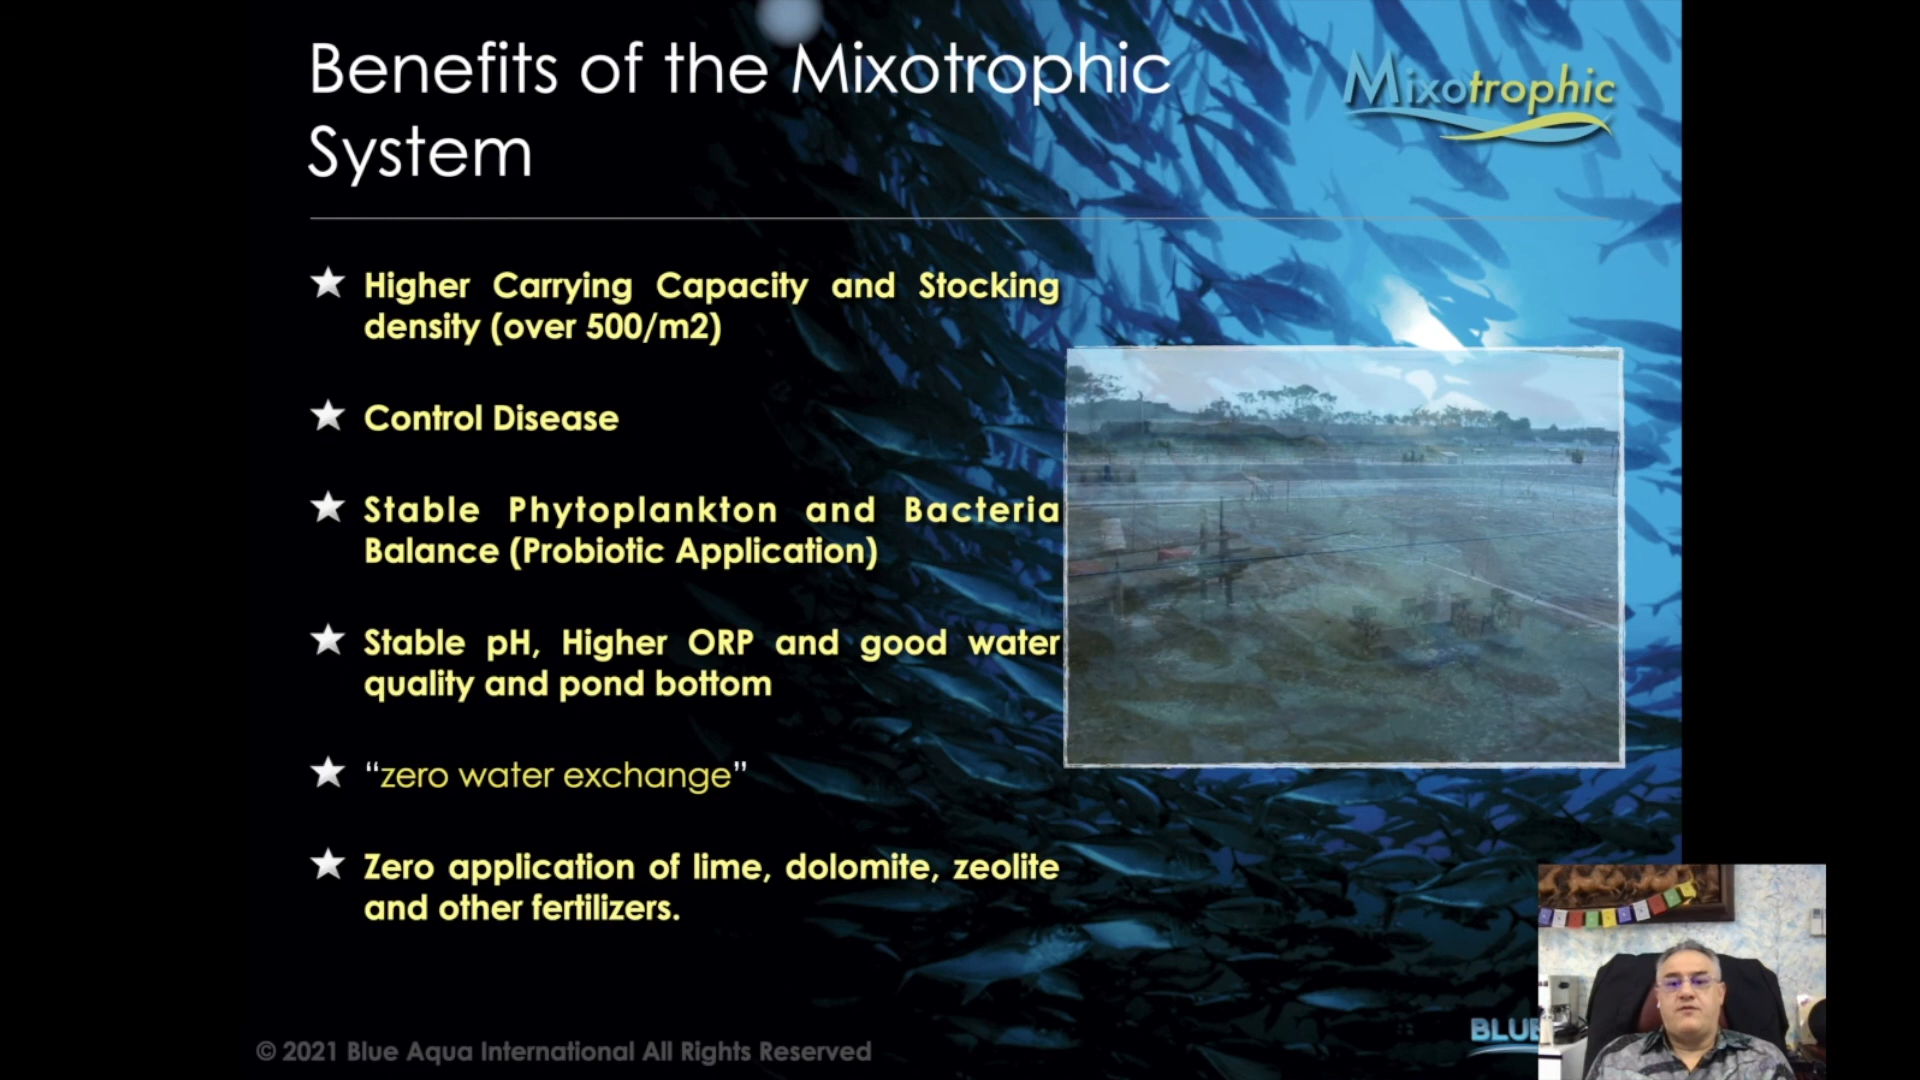 Benefits of the Mixotrophic
System
Mixotrophic
Higher Carrying Capacity and Stocking
density (over 500/m2)
Control Disease
Stable Phytoplankton and Bacteria
Balance (Probiotic Application)
Stable pH, Higher ORP and good water
quality and pond bottom
“zero water exchange”
Zero application of lime, dolomite, zeolite
and other fertilizers.
© 2021 Blue Aqua International All Rights Reserved
BLUE